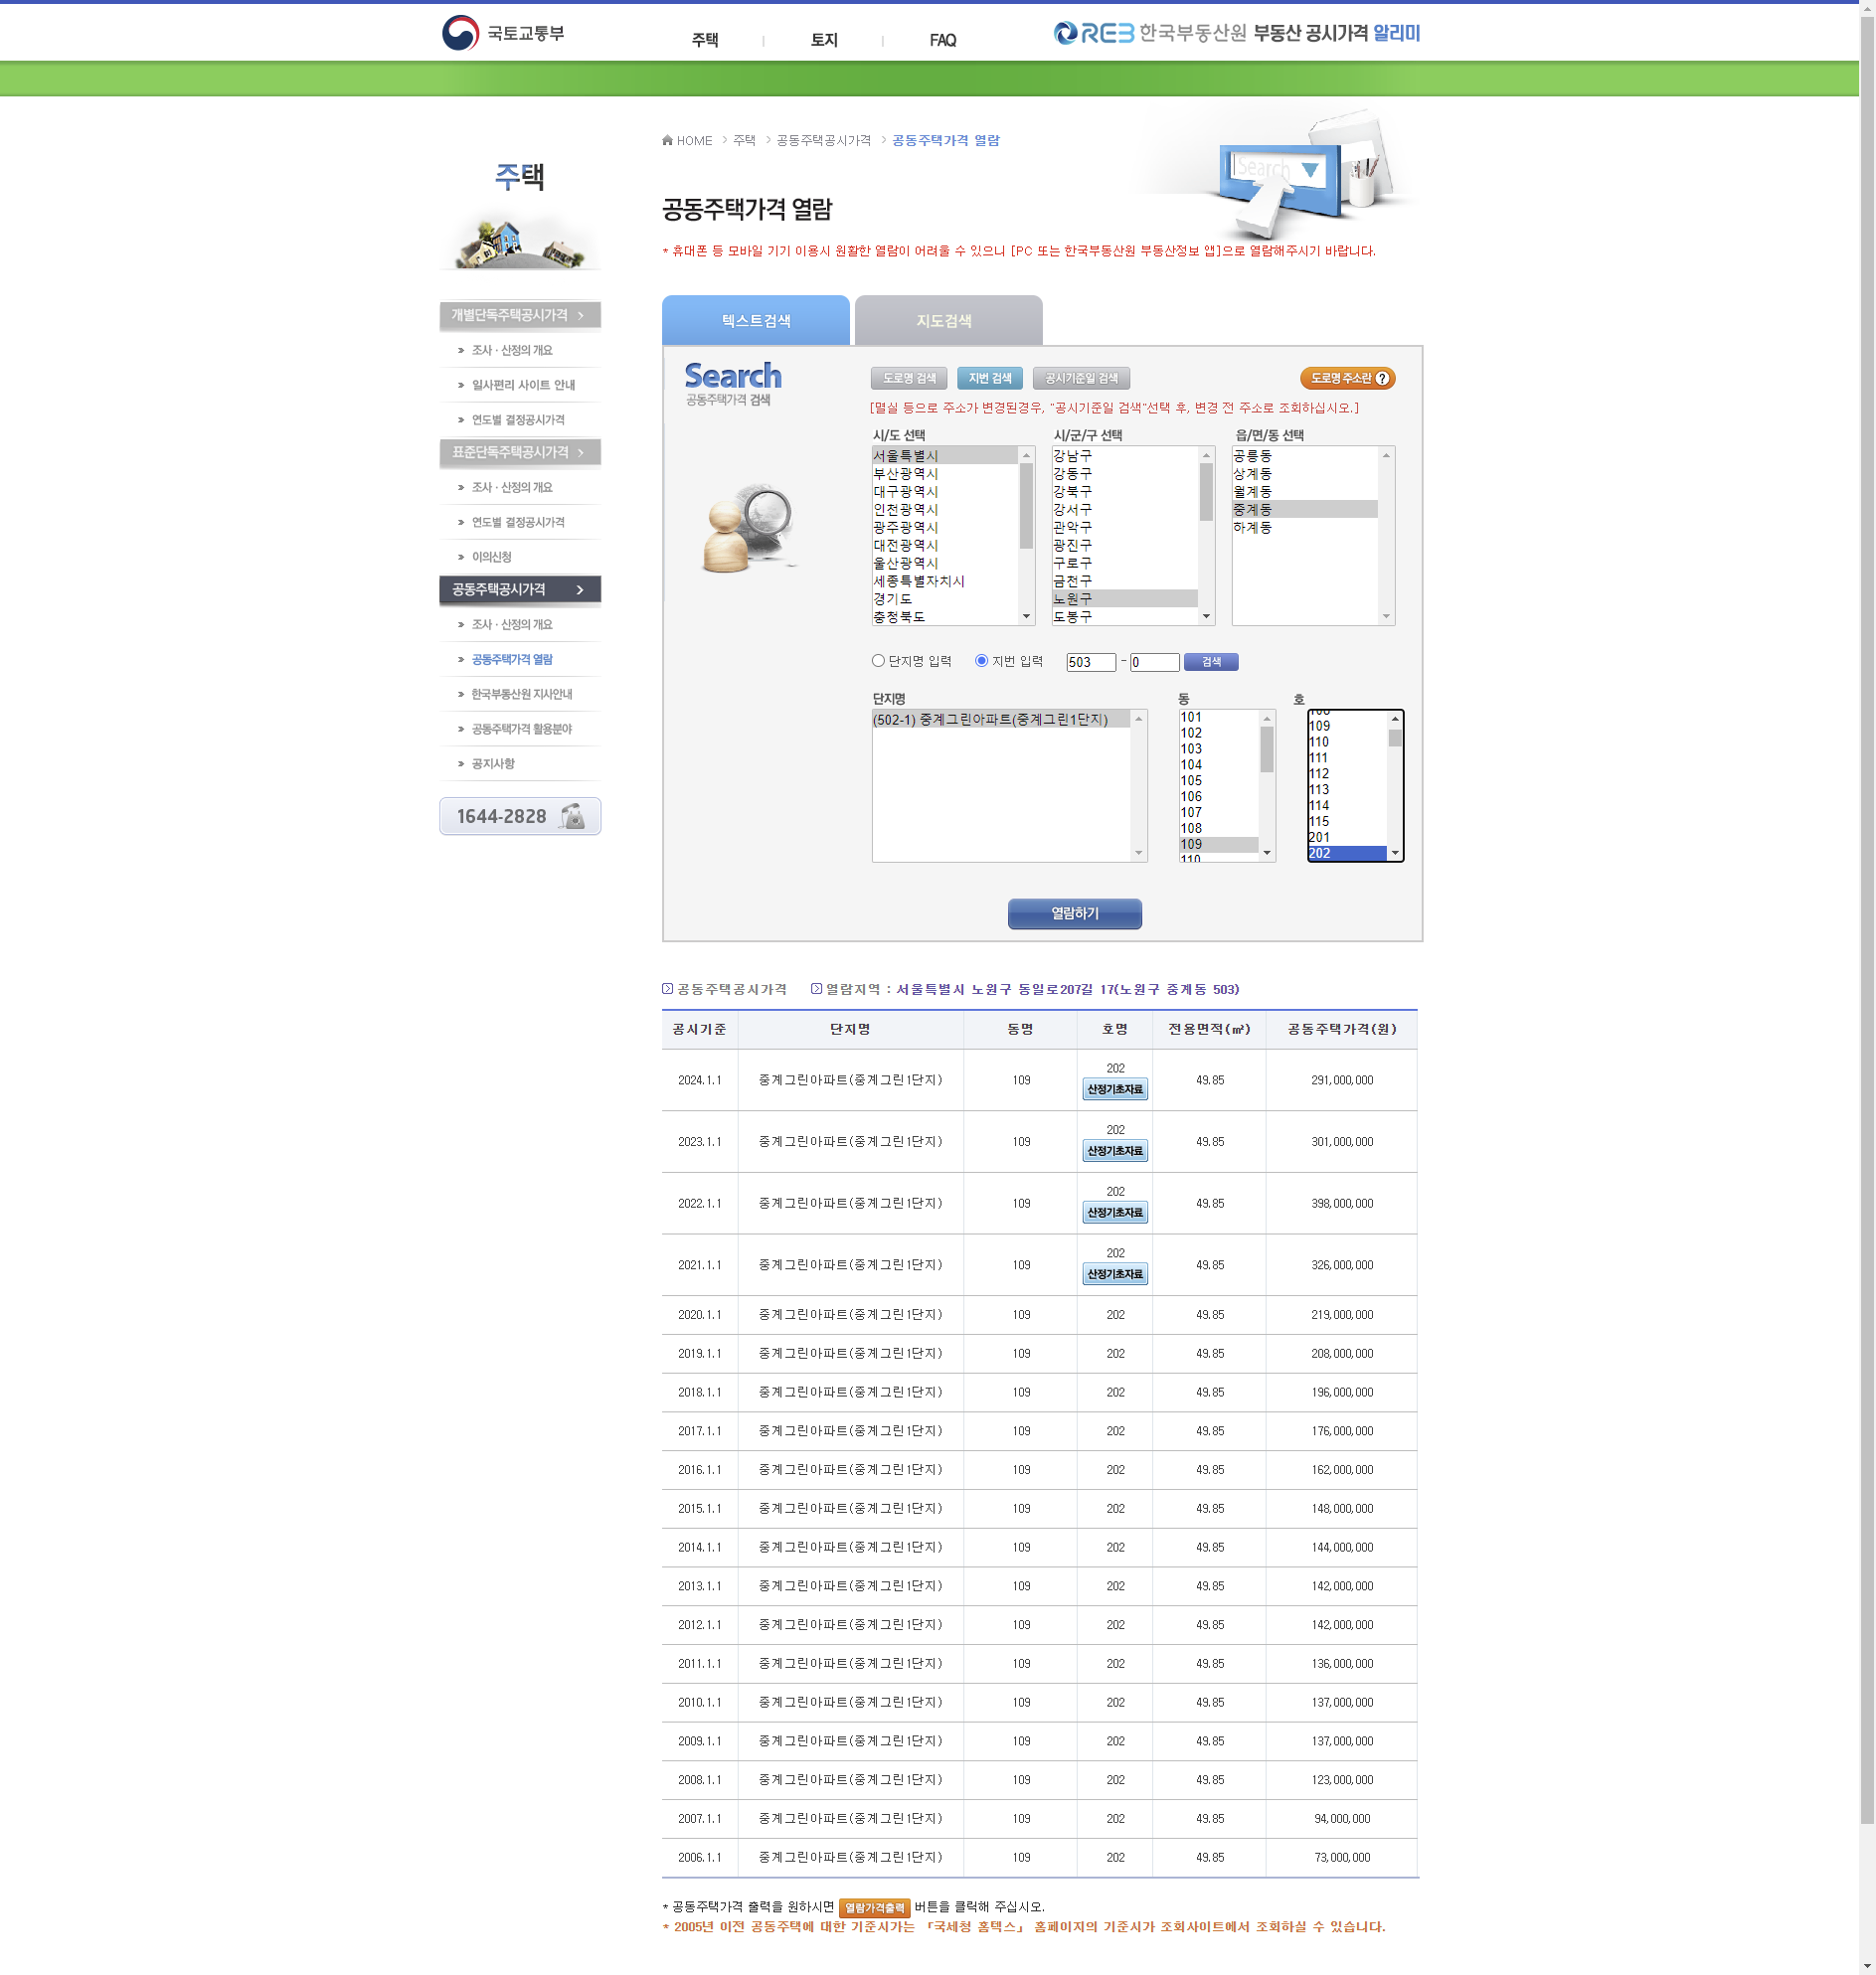 국토교통부
주택
토지
FAQ
REB 한국부동산원 부동산 공시가격 알리미
HOME > 주택 > 공동주택공시가격 > 공동주택가격 열람
Search
주택
공동주택가격 열람
* 휴대폰 등 모바일 기기 이용시 원활한 열람이 어려울 수 있으니 [PC 또는 한국부동산원 부동산정보 앱]으로 열람해주시기 바랍니다.
개별단독주택공시가격
조사·산정의 개요
일사편리 사이트 안내
연도별 결정공시가격
표준단독주택공시가격
조사·산정의 개요
연도별 결정공시가격
이의신청
공동주택공시가격
조사·산정의 개요
공동주택가격 열람
한국부동산원 지사안내
공동주택가격 활용분야
공지사항
1644-2828
텍스트검색
지도검색
Search
공동주택가격 검색
도로명 검색
지번 검색
공시기준일 검색
도로명 주소란 ?
[멸실 등으로 주소가 변경된경우, "공시기준일 검색"선택 후, 변경 전 주소로 조회하십시오.]
시/도 선택
서울특별시
부산광역시
대구광역시
인천광역시
광주광역시
대전광역시
울산광역시
세종특별자치시
경기도
충청북도
시/군/구 선택
강남구
강동구
강북구
강서구
관악구
광진구
구로구
금천구
노원구
도봉구
읍/면/동 선택
공릉동
상계동
월계동
중계동
하계동
단지명 입력
지번 입력
503 - 0
검색
단지명
(502-1) 중계그린아파트(중계그린1단지)
동
101
102
103
104
105
106
107
108
109
110
호
108
109
110
111
112
113
114
115
201
202
열람하기
공동주택공시가격
열람지역 : 서울특별시 노원구 동일로207길 17(노원구 중계동 503)
공시기준 단지명 동명 호명 전용면적(㎡) 공동주택가격(원)
2024.1.1 중계그린아파트(중계그린1단지) 109 202 산정기초자료 49.85 291,000,000
2023.1.1 중계그린아파트(중계그린1단지) 109 202 산정기초자료 49.85 301,000,000
2022.1.1 중계그린아파트(중계그린1단지) 109 202 산정기초자료 49.85 398,000,000
2021.1.1 중계그린아파트(중계그린1단지) 109 202 산정기초자료 49.85 326,000,000
2020.1.1 중계그린아파트(중계그린1단지) 109 202 49.85 219,000,000
2019.1.1 중계그린아파트(중계그린1단지) 109 202 49.85 208,000,000
2018.1.1 중계그린아파트(중계그린1단지) 109 202 49.85 196,000,000
2017.1.1 중계그린아파트(중계그린1단지) 109 202 49.85 176,000,000
2016.1.1 중계그린아파트(중계그린1단지) 109 202 49.85 162,000,000
2015.1.1 중계그린아파트(중계그린1단지) 109 202 49.85 148,000,000
2014.1.1 중계그린아파트(중계그린1단지) 109 202 49.85 144,000,000
2013.1.1 중계그린아파트(중계그린1단지) 109 202 49.85 142,000,000
2012.1.1 중계그린아파트(중계그린1단지) 109 202 49.85 142,000,000
2011.1.1 중계그린아파트(중계그린1단지) 109 202 49.85 136,000,000
2010.1.1 중계그린아파트(중계그린1단지) 109 202 49.85 137,000,000
2009.1.1 중계그린아파트(중계그린1단지) 109 202 49.85 137,000,000
2008.1.1 중계그린아파트(중계그린1단지) 109 202 49.85 123,000,000
2007.1.1 중계그린아파트(중계그린1단지) 109 202 49.85 94,000,000
2006.1.1 중계그린아파트(중계그린1단지) 109 202 49.85 73,000,000
* 공동주택가격 출력을 원하시면 열람가격출력 버튼을 클릭해 주십시오.
* 2005년 이전 공동주택에 대한 기준시가는 「국세청 홈텍스」 홈페이지의 기준시가 조회사이트에서 조회하실 수 있습니다.